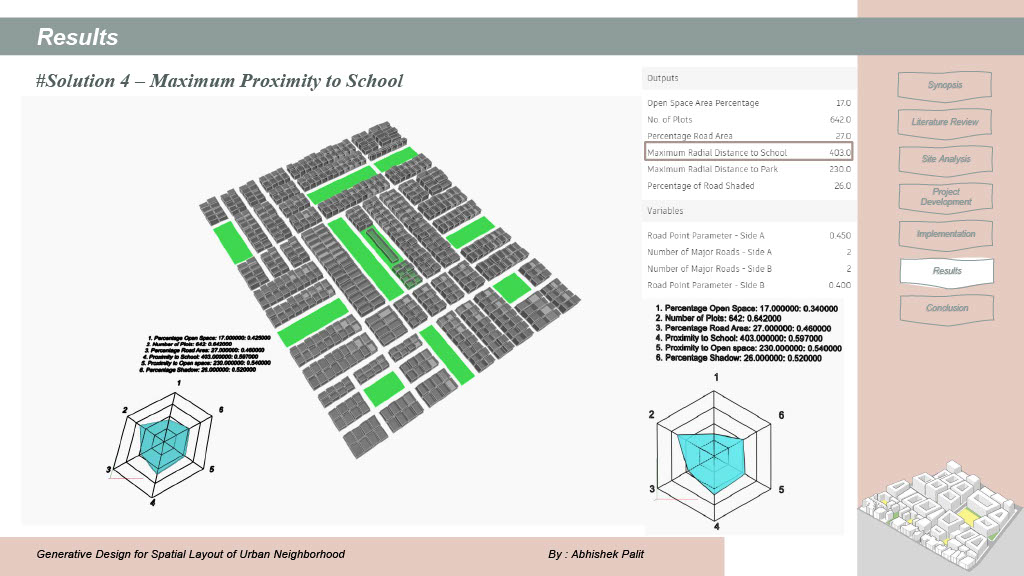 Results
#Solution 4 – Maximum Proximity to School
Outputs
Open Space Area Percentage 17.0
No. of Plots 642.0
Percentage Road Area 27.0
Maximum Radial Distance to School 403.0
Maximum Radial Distance to Park 230.0
Percentage of Road Shaded 26.0
Variables
Road Point Parameter - Side A 0.450
Number of Major Roads - Side A 2
Number of Major Roads - Side B 2
Road Point Parameter - Side B 0.400
1. Percentage Open Space: 17.000000: 0.340000
2. Number of Plots: 642: 0.642000
3. Percentage Road Area: 27.000000: 0.460000
4. Proximity to School: 403.000000: 0.597000
5. Proximity to Open space: 230.000000: 0.540000
6. Percentage Shadow: 26.000000: 0.520000
1
2
6
3
5
4
1. Percentage Open Space: 17.000000: 0.425000
2. Number of Plots: 642: 0.642000
3. Percentage Road Area: 27.000000: 0.460000
4. Proximity to School: 403.000000: 0.597000
5. Proximity to Open space: 230.000000: 0.540000
6. Percentage Shadow: 26.000000: 0.520000
1
2
6
3
5
4
Synopsis
Literature Review
Site Analysis
Project
Development
Implementation
Results
Conclusion
Generative Design for Spatial Layout of Urban Neighborhood
By : Abhishek Palit